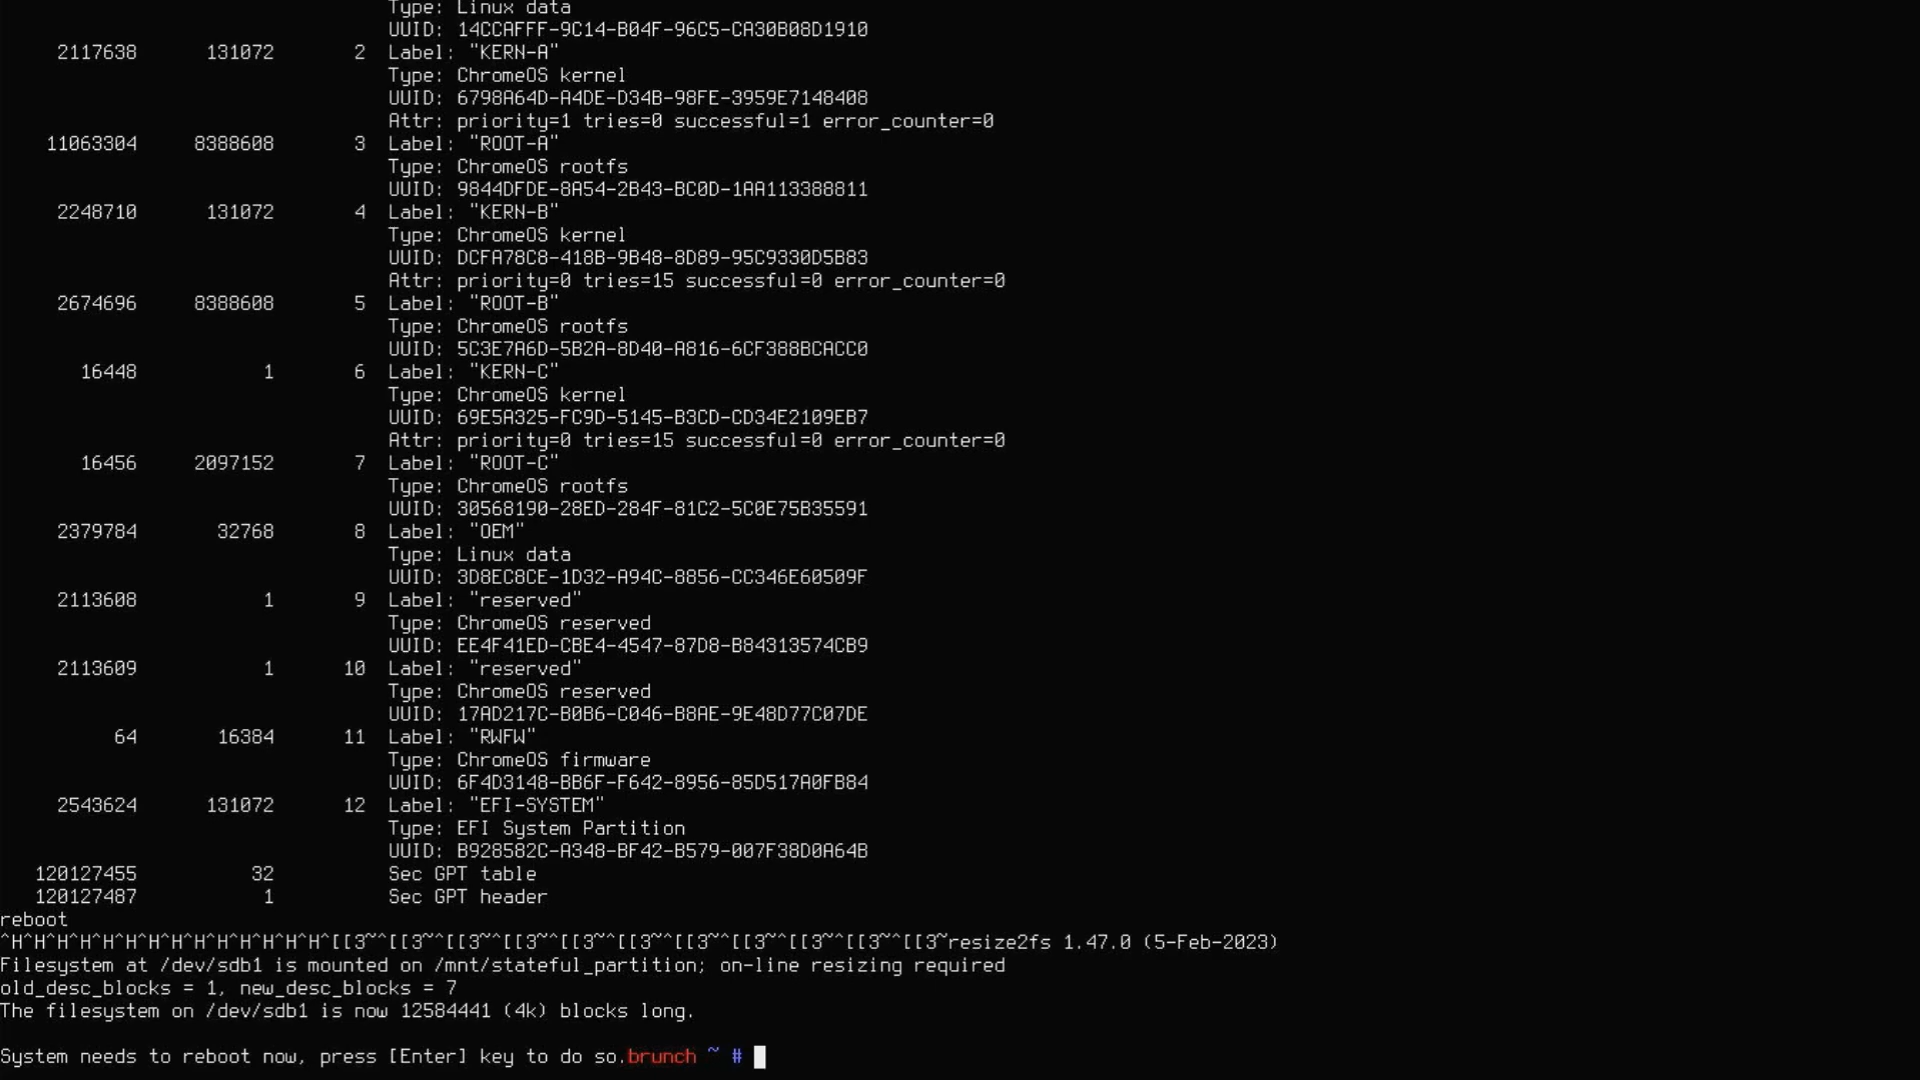 Type: Linux data
UUID: 14CCAFFF-9C14-B04F-96C5-CA30B08D1910
2117638 131072 2 Label: "KERN-A"
Type: ChromeOS kernel
UUID: 6798A64D-A4DE-D34B-98FE-3959E7148408
Attr: priority=1 tries=0 successful=1 error_counter=0
11063304 8388608 3 Label: "ROOT-A"
Type: ChromeOS rootfs
UUID: 9844DFDE-8A54-2B43-BC0D-1AA113388811
2248710 131072 4 Label: "KERN-B"
Type: ChromeOS kernel
UUID: DCFA78C8-418B-9B48-8D89-95C9330D5B83
Attr: priority=0 tries=15 successful=0 error_counter=0
2674696 8388608 5 Label: "ROOT-B"
Type: ChromeOS rootfs
UUID: 5C3E7A6D-5B2A-8D40-A816-6CF388BCACC0
16448 1 6 Label: "KERN-C"
Type: ChromeOS kernel
UUID: 69E5A325-FC9D-5145-B3CD-CD34E2109EB7
Attr: priority=0 tries=15 successful=0 error_counter=0
16456 2097152 7 Label: "ROOT-C"
Type: ChromeOS rootfs
UUID: 30568190-28ED-284F-81C2-5C0E75B35591
2379784 32768 8 Label: "OEM"
Type: Linux data
UUID: 3D8EC8CE-1D32-A94C-8856-CC346E60509F
2113608 1 9 Label: "reserved"
Type: ChromeOS reserved
UUID: EE4F41ED-CBE4-4547-87D8-B84313574CB9
2113609 1 10 Label: "reserved"
Type: ChromeOS reserved
UUID: 17AD217C-B0B6-C046-B8AE-9E48D77C07DE
64 16384 11 Label: "RWFW"
Type: ChromeOS firmware
UUID: 6F4D3148-BB6F-F642-8956-85D517A0FB84
2543624 131072 12 Label: "EFI-SYSTEM"
Type: EFI System Partition
UUID: B928582C-A348-BF42-B579-007F38D0A64B
120127455 32 Sec GPT table
120127487 1 Sec GPT header
reboot
^H^H^H^H^H^H^H^H^H^H^H^H^H^H^[[3~^[[3~^[[3~^[[3~^[[3~^[[3~^[[3~^[[3~^[[3~^[[3~^[[3~resize2fs 1.47.0 (5-Feb-2023)
Filesystem at /dev/sdb1 is mounted on /mnt/stateful_partition; on-line resizing required
old_desc_blocks = 1, new_desc_blocks = 7
The filesystem on /dev/sdb1 is now 12584441 (4k) blocks long.
System needs to reboot now, press [Enter] key to do so.brunch ~ #